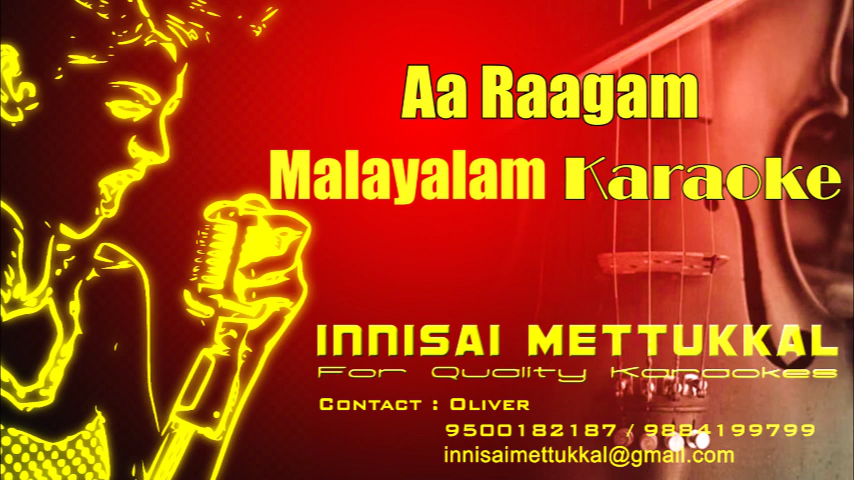 Aa Raagam
Malayalam Karaoke
INNISAI METTUKKAL
For Quality Karaokes
Contact : Oliver
9500182187 / 9884199799
innisaimettukkal@gmail.com